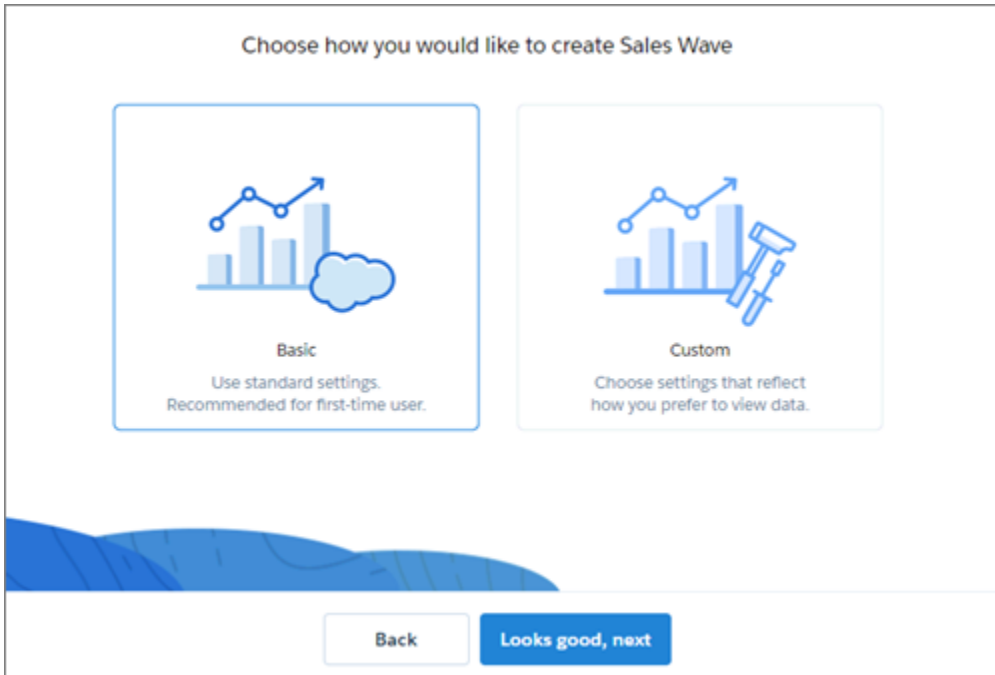 Choose how you would like to create Sales Wave
Basic
Use standard settings.
Recommended for first-time user.
Custom
Choose settings that reflect
how you prefer to view data.
Back
Looks good, next